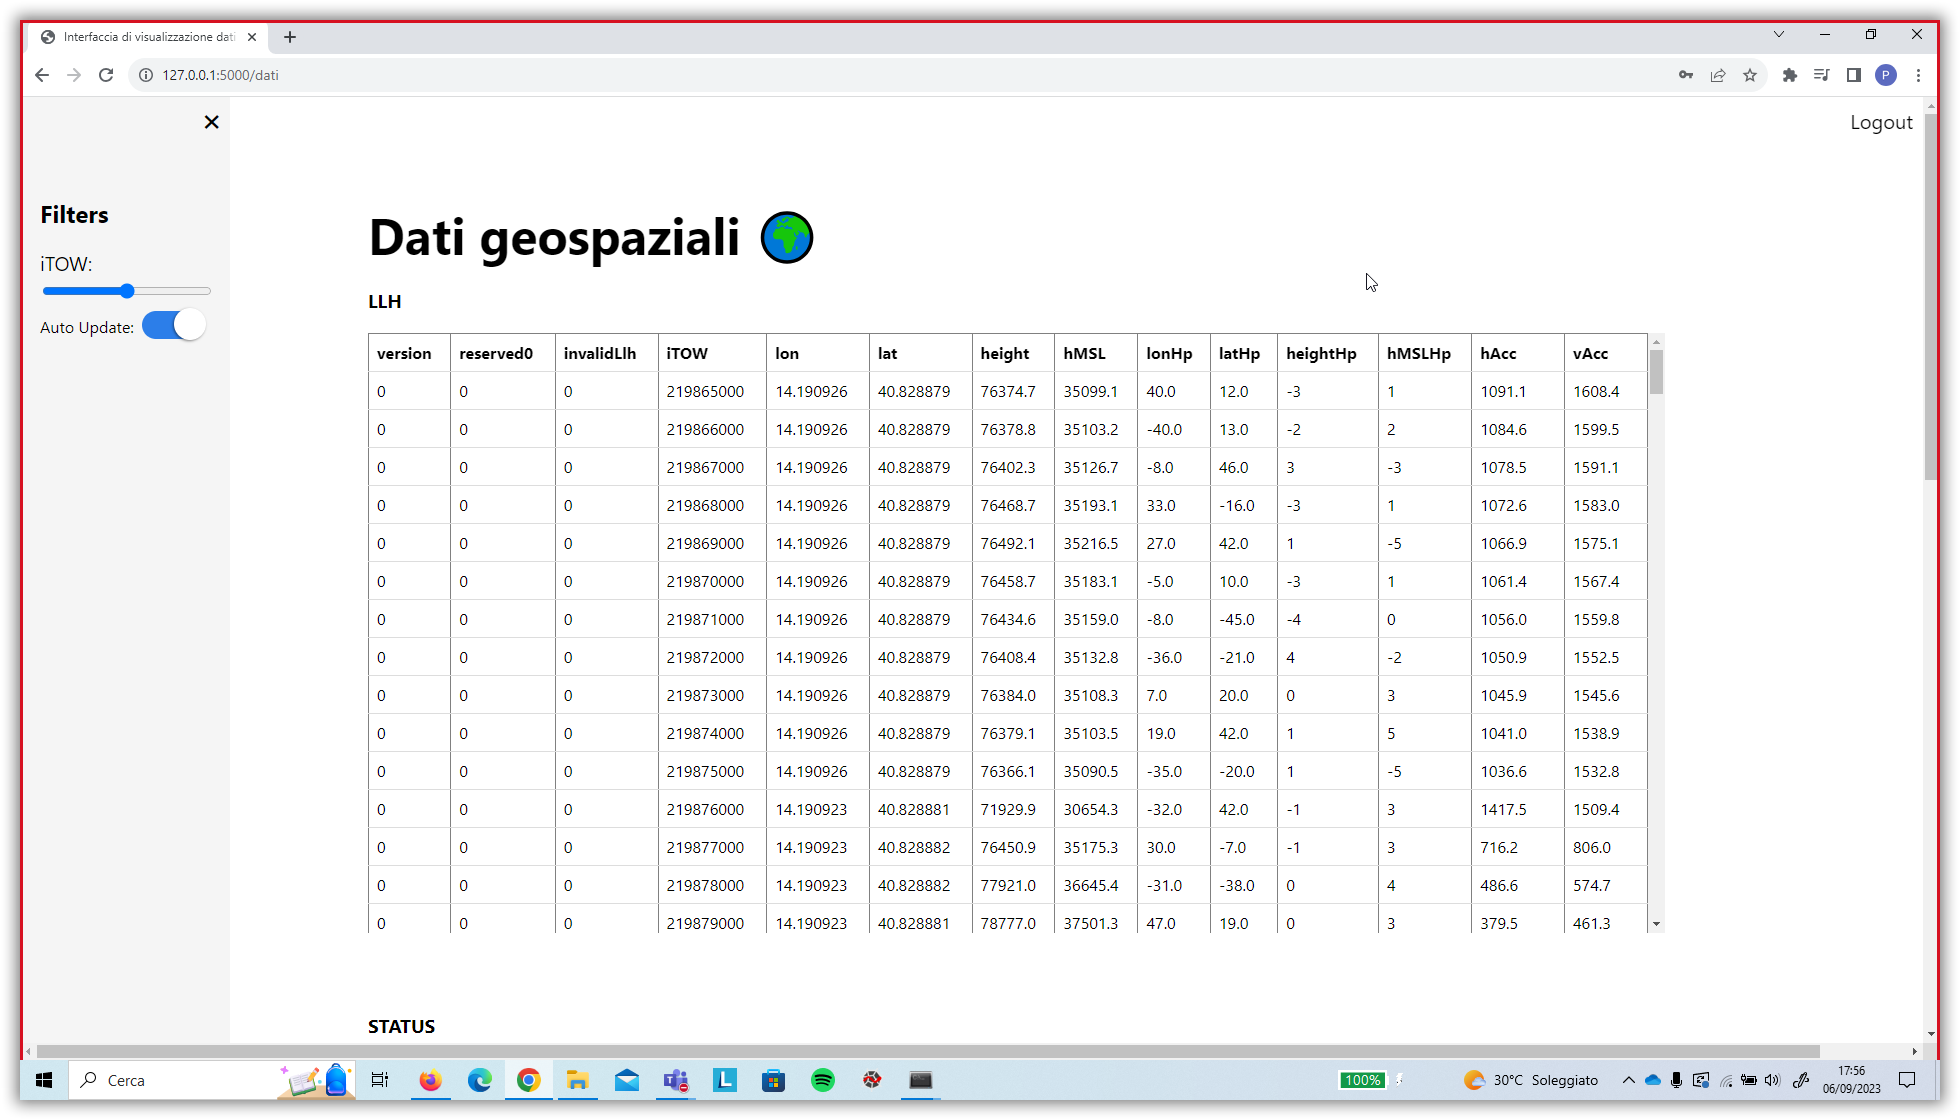 Interfaccia di visualizzazione dati
127.0.0.1:5000/dati
P
Logout
Filters
iTOW:
Auto Update:
Dati geospaziali
LLH
version reserved0 invalidLlh iTOW lon lat height hMSL lonHp latHp heightHp hMSLHp hAcc vAcc
0 0 0 219865000 14.190926 40.828879 76374.7 35099.1 40.0 12.0 -3 1 1091.1 1608.4
0 0 0 219866000 14.190926 40.828879 76378.8 35103.2 -40.0 13.0 -2 2 1084.6 1599.5
0 0 0 219867000 14.190926 40.828879 76402.3 35126.7 -8.0 46.0 3 -3 1078.5 1591.1
0 0 0 219868000 14.190926 40.828879 76468.7 35193.1 33.0 -16.0 -3 1 1072.6 1583.0
0 0 0 219869000 14.190926 40.828879 76492.1 35216.5 27.0 42.0 1 -5 1066.9 1575.1
0 0 0 219870000 14.190926 40.828879 76458.7 35183.1 -5.0 10.0 -3 1 1061.4 1567.4
0 0 0 219871000 14.190926 40.828879 76434.6 35159.0 -8.0 -45.0 -4 0 1056.0 1559.8
0 0 0 219872000 14.190926 40.828879 76408.4 35132.8 -36.0 -21.0 4 -2 1050.9 1552.5
0 0 0 219873000 14.190926 40.828879 76384.0 35108.3 7.0 20.0 0 3 1045.9 1545.6
0 0 0 219874000 14.190926 40.828879 76379.1 35103.5 19.0 42.0 1 5 1041.0 1538.9
0 0 0 219875000 14.190926 40.828879 76366.1 35090.5 -35.0 -20.0 1 -5 1036.6 1532.8
0 0 0 219876000 14.190923 40.828881 71929.9 30654.3 -32.0 42.0 -1 3 1417.5 1509.4
0 0 0 219877000 14.190923 40.828882 76450.9 35175.3 30.0 -7.0 -1 3 716.2 806.0
0 0 0 219878000 14.190923 40.828882 77921.0 36645.4 -31.0 -38.0 0 4 486.6 574.7
0 0 0 219879000 14.190923 40.828881 78777.0 37501.3 47.0 19.0 0 3 379.5 461.3
STATUS
Cerca
L
100%
30°C Soleggiato
17:56
06/09/2023